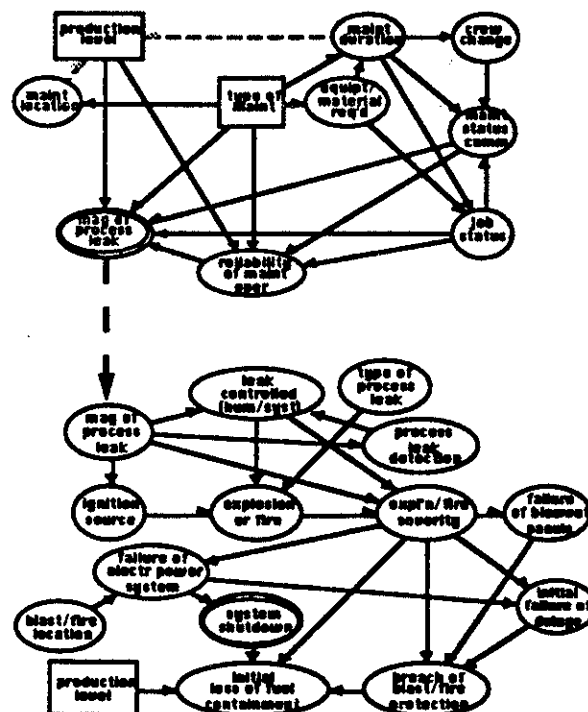 production
level
maint
duration
crew
change
maint
location
type of
maint
equipt/
material
req'd
maint
status
comm
mag of
process
leak
reliability
of maint
oper
job
status
leak
controlled
(hum/syst)
type of
process
leak
mag of
process
leak
process
leak
detection
ignition
source
explosion
or fire
expl'n/fire
severity
failure
of blowout
panels
failure of
electr power
system
blast/fire
location
system
shutdown
initial
failure of
deluge
production
level
initial
loss of fuel
containment
breach of
blast/fire
protection